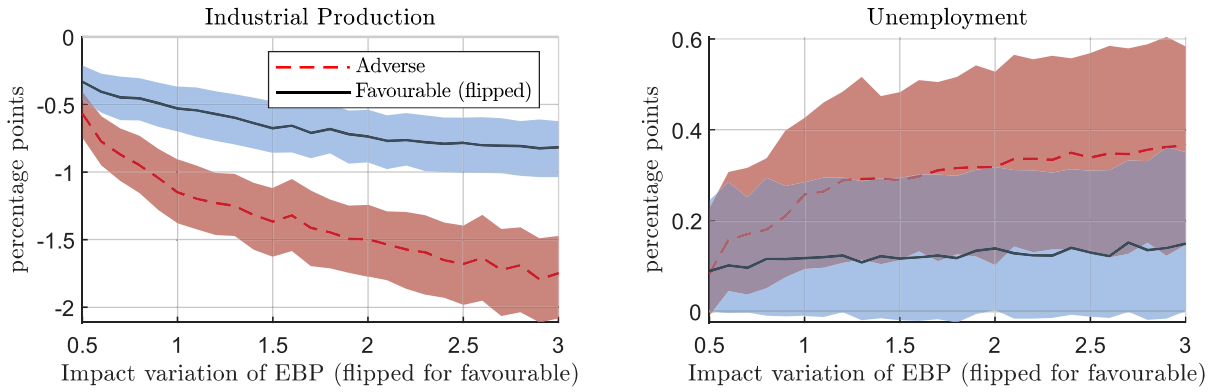 Industrial Production
0
-0.5
-1
-1.5
-2
0.5 1 1.5 2 2.5 3
percentage points
Impact variation of EBP (flipped for favourable)
Adverse
Favourable (flipped)
Unemployment
0.6
0.4
0.2
0
0.5 1 1.5 2 2.5 3
percentage points
Impact variation of EBP (flipped for favourable)